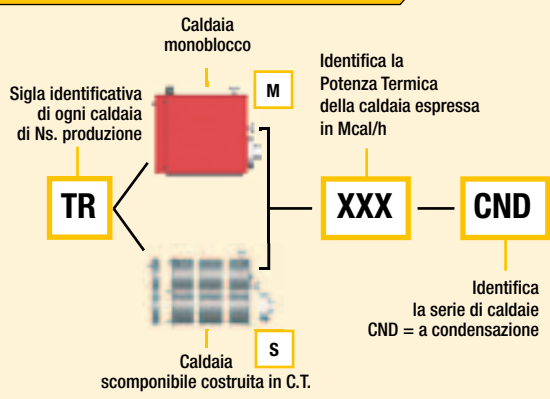 Caldaia
monoblocco
M
Identifica la
Potenza Termica
della caldaia espressa
in Mcal/h
Sigla identificativa
di ogni caldaia
di Ns. produzione
TR
XXX
CND
Identifica
la serie di caldaie
CND = a condensazione
S
Caldaia
scomponibile costruita in C.T.